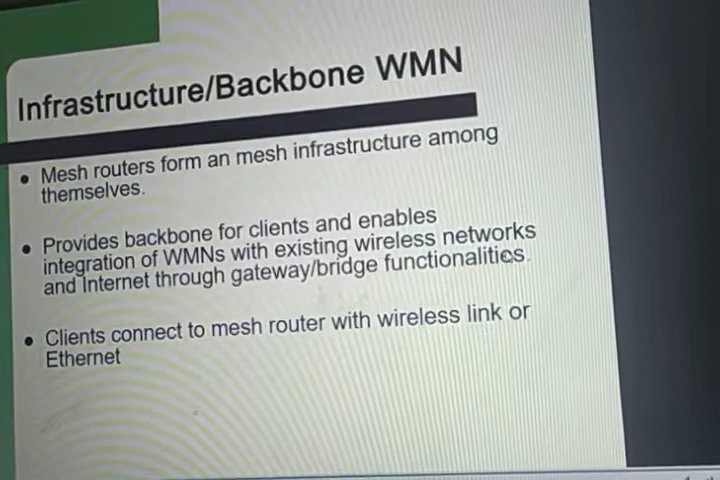 Infrastructure/Backbone WMN
• Mesh routers form an mesh infrastructure among
themselves.
• Provides backbone for clients and enables
integration of WMNs with existing wireless networks
and Internet through gateway/bridge functionalities.
• Clients connect to mesh router with wireless link or
Ethernet